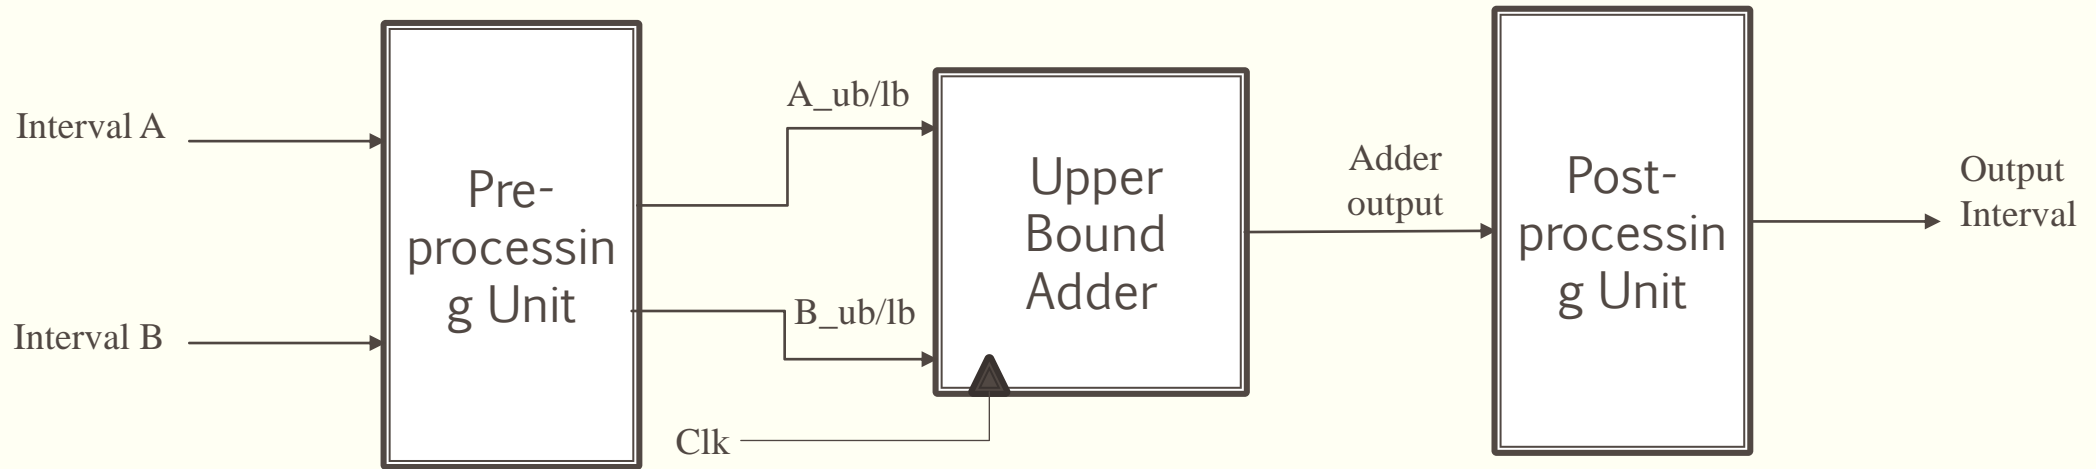 Interval A
Interval B
Pre-
processin
g Unit
A_ub/lb
B_ub/lb
Clk
Upper
Bound
Adder
Adder
output
Post-
processin
g Unit
Output
Interval